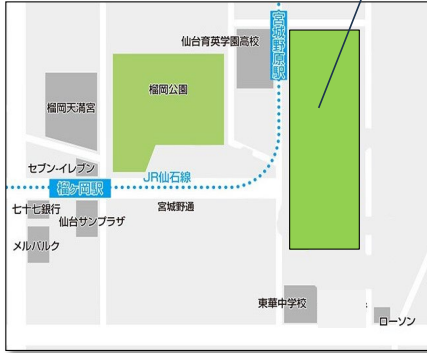 仙台育英学園高校
宮城野原駅
榴岡公園
榴岡天満宮
セブン-イレブン
JR仙石線
榴ヶ岡駅
宮城野通
七十七銀行
仙台サンプラザ
メルパルク
東華中学校
ローソン